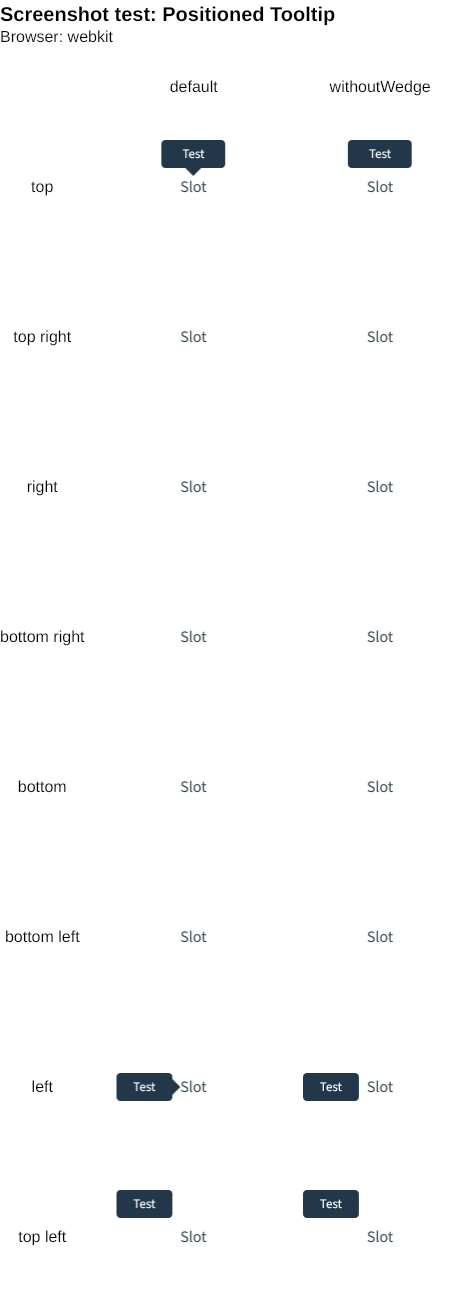 Screenshot test: Positioned Tooltip
Browser: webkit
default withoutWedge
Test Test
top Slot Slot
top right Slot Slot
right Slot Slot
bottom right Slot Slot
bottom Slot Slot
bottom left Slot Slot
left Test Slot Test Slot
Test Test
top left Slot Slot